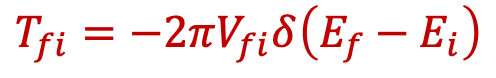 T_{fi} = −2πV_{fi}δ(E_f − E_i)